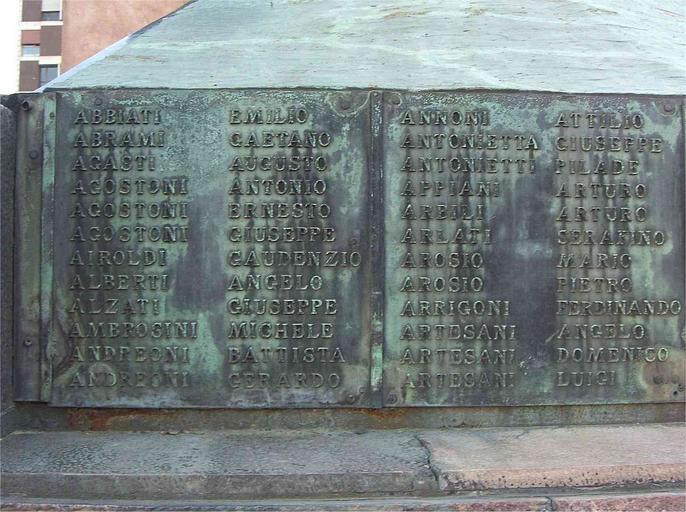 ABBIATI EMILIO
ABRAMI GAETANO
AGASTI AUGUSTO
AGOSTONI ANTONIO
AGOSTONI ERNESTO
AGOSTONI GIUSEPPE
AIROLDI GAUDENZIO
ALBERTI ANGELO
ALZATI GIUSEPPE
AMBROSINI MICHELE
ANDREONI BATTISTA
ANDREONI GERARDO
ANNONI ATTILIO
ANTONIETTA GIUSEPPE
ANTONIETTI PILADE
APPIANI ARTURO
ARBILI ARTURO
ARLATI SERAFINO
AROSIO MARIO
AROSIO PIETRO
ARRIGONI FERDINANDO
ARTESANI ANGELO
ARTESANI DOMENICO
ARTESANI LUIGI